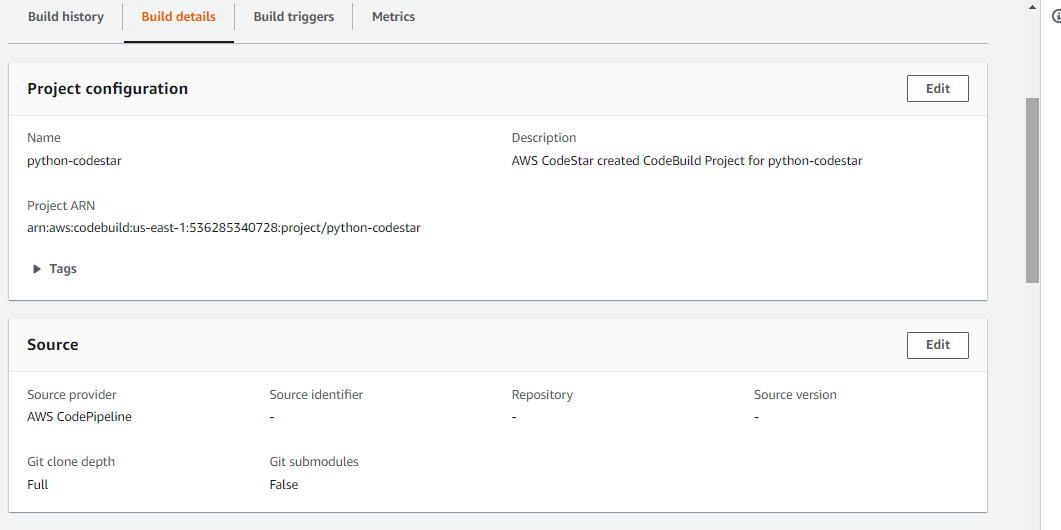 Build history Build details Build triggers Metrics
Project configuration Edit
Name Description
python-codestar AWS CodeStar created CodeBuild Project for python-codestar
Project ARN
arn:aws:codebuild:us-east-1:536285340728:project/python-codestar
Tags
Source Edit
Source provider Source identifier Repository Source version
AWS CodePipeline - - -
Git clone depth Git submodules
Full False